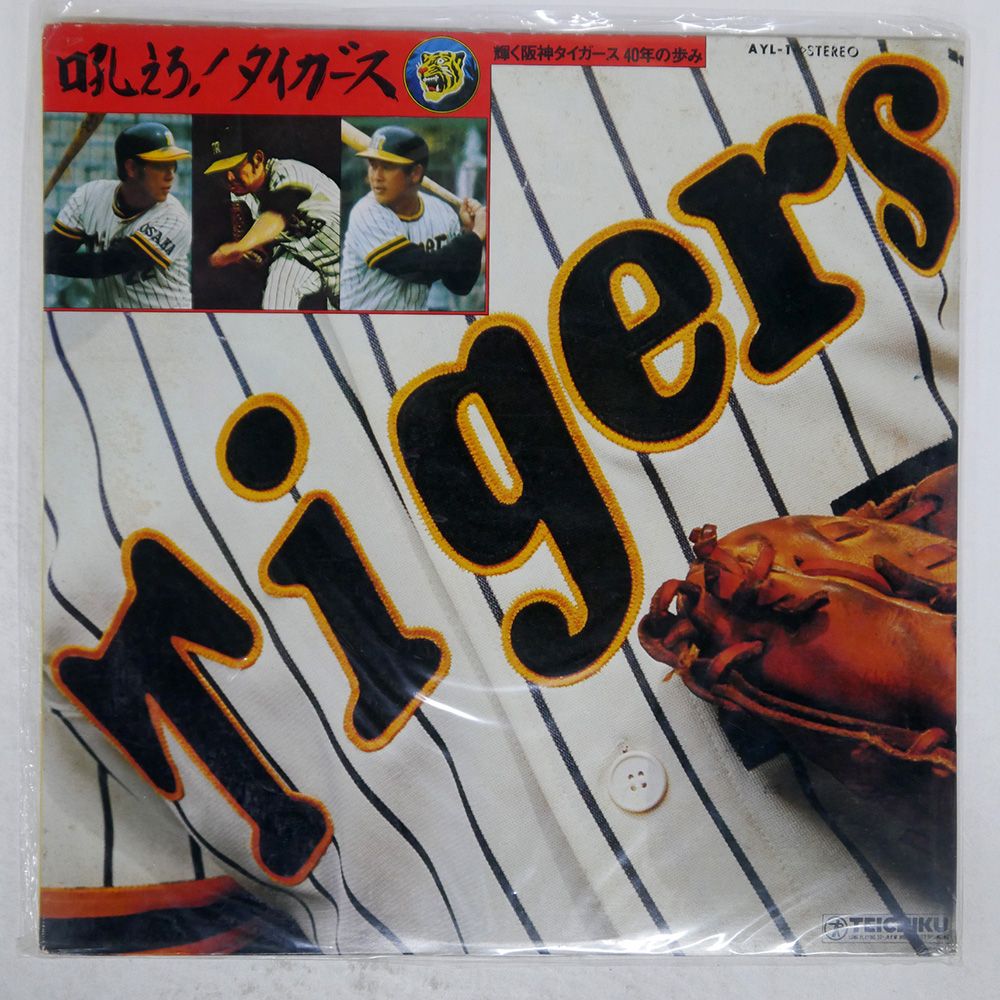 吼えろ!タイガース
輝く阪神タイガース 40年の歩み
AYL-1 STEREO
OSAKA
Tigers
TEICHIKU